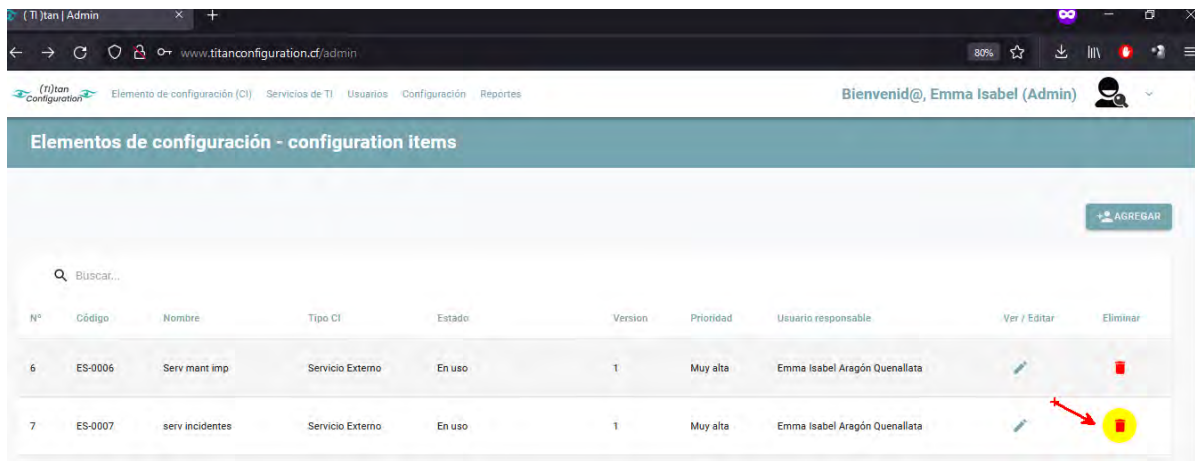 (TI)tan | Admin
www.titanconfiguration.cf/admin 80%
(TI)tan
Configuration
Elemento de configuración (CI) Servicios de TI Usuarios Configuración Reportes Bienvenid@, Emma Isabel (Admin)
Elementos de configuración - configuration items
AGREGAR
Buscar...
Nº Código Nombre Tipo CI Estado Version Prioridad Usuario responsable Ver / Editar Eliminar
6 ES-0006 Serv mant imp Servicio Externo En uso 1 Muy alta Emma Isabel Aragón Quenallata
7 ES-0007 serv incidentes Servicio Externo En uso 1 Muy alta Emma Isabel Aragón Quenallata